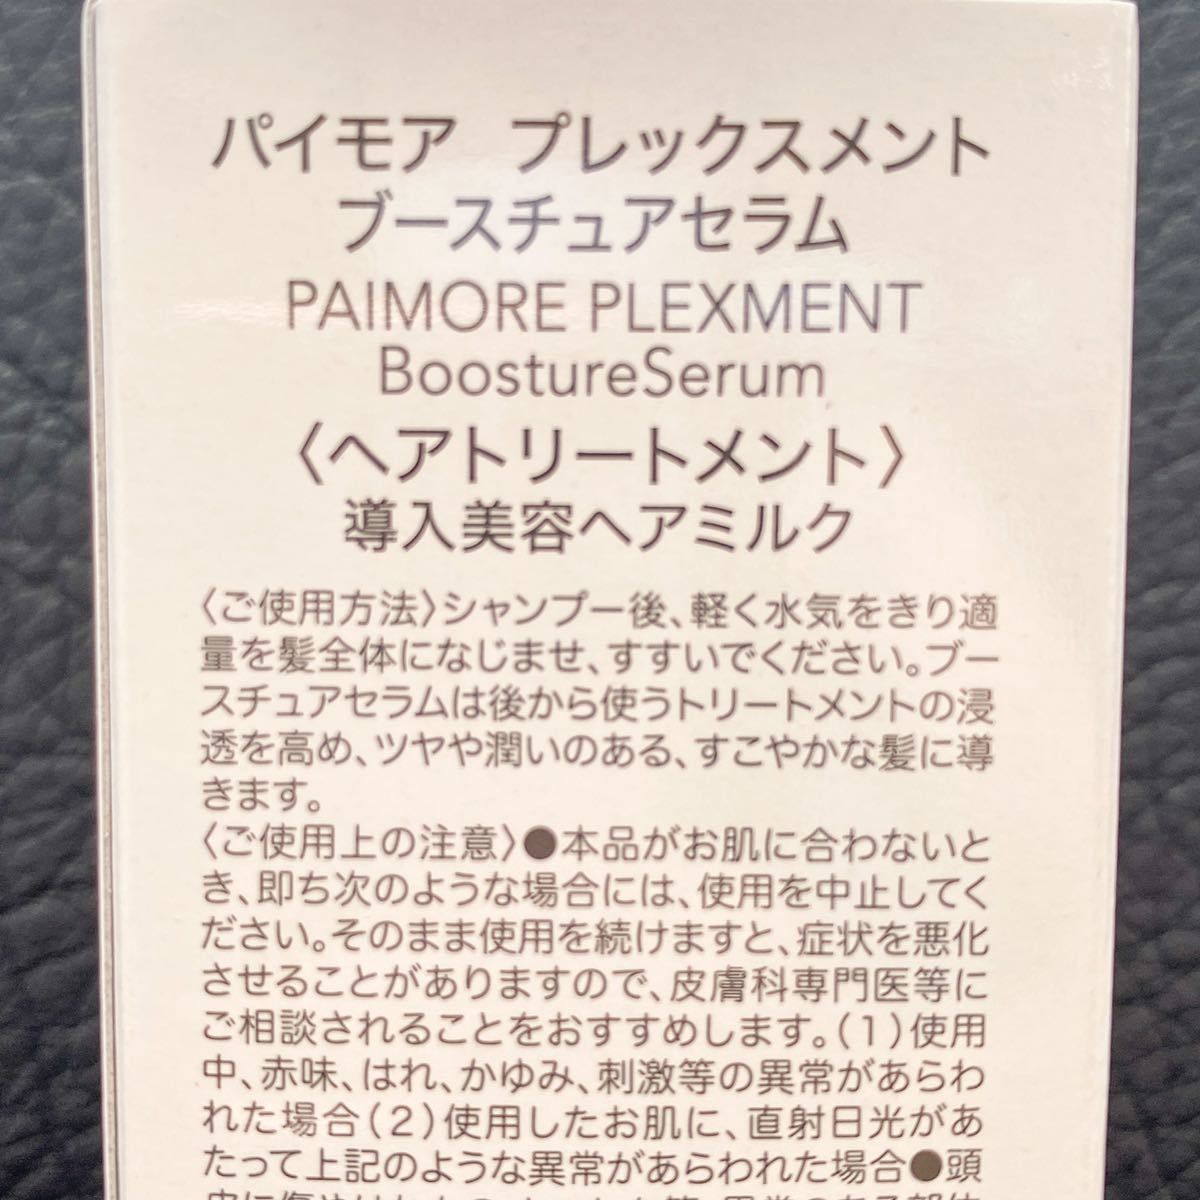 パイモア プレックスメント
ブースチュアセラム
PAIMORE PLEXMENT
BoostureSerum
〈ヘアトリートメント〉
導入美容ヘアミルク
〈ご使用方法〉シャンプー後、軽く水気をきり適
量を髪全体になじませ、すすいでください。ブー
スチュアセラムは後から使うトリートメントの浸
透を高め、ツヤや潤いのある、すこやかな髪に導
きます。
〈ご使用上の注意〉●本品がお肌に合わないと
き、即ち次のような場合には、使用を中止してく
ださい。そのまま使用を続けますと、症状を悪化
させることがありますので、皮膚科専門医等に
ご相談されることをおすすめします。(1)使用
中、赤味、はれ、かゆみ、刺激等の異常があらわ
れた場合(2)使用したお肌に、直射日光があ
たって上記のような異常があらわれた場合●頭